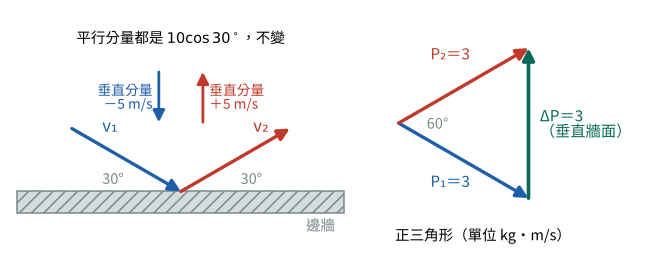 平行分量都是 10cos 30°，不變
垂直分量
－5 m/s
垂直分量
＋5 m/s
v₁
v₂
30°
30°
邊牆
P₂＝3
60°
ΔP＝3
（垂直牆面）
P₁＝3
正三角形（單位 kg・m/s）